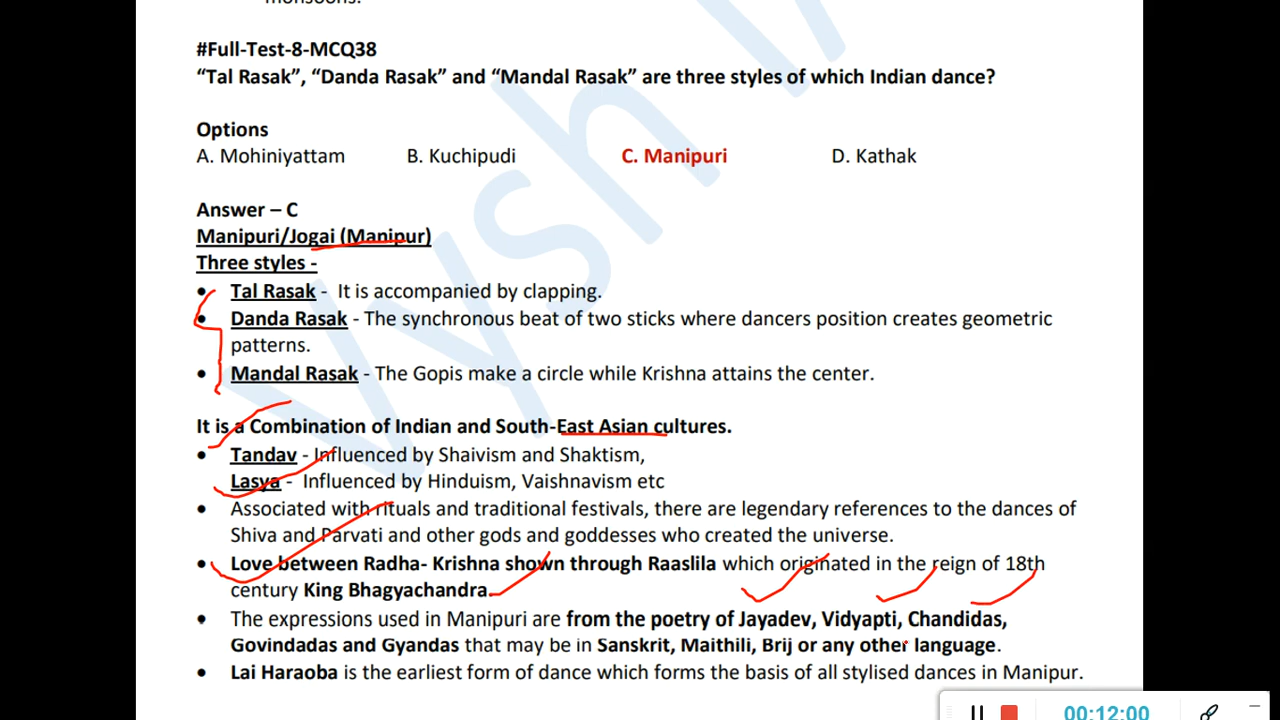 monsoons.
#Full-Test-8-MCQ38
“Tal Rasak”, “Danda Rasak” and “Mandal Rasak” are three styles of which Indian dance?
Options
A. Mohiniyattam B. Kuchipudi C. Manipuri D. Kathak
Answer – C
Manipuri/Jogai (Manipur)
Three styles -
• Tal Rasak - It is accompanied by clapping.
• Danda Rasak - The synchronous beat of two sticks where dancers position creates geometric
patterns.
• Mandal Rasak - The Gopis make a circle while Krishna attains the center.
It is a Combination of Indian and South-East Asian cultures.
• Tandav - Influenced by Shaivism and Shaktism,
Lasya - Influenced by Hinduism, Vaishnavism etc
• Associated with rituals and traditional festivals, there are legendary references to the dances of
Shiva and Parvati and other gods and goddesses who created the universe.
• Love between Radha- Krishna shown through Raaslila which originated in the reign of 18th
century King Bhagyachandra.
• The expressions used in Manipuri are from the poetry of Jayadev, Vidyapti, Chandidas,
Govindadas and Gyandas that may be in Sanskrit, Maithili, Brij or any other language.
• Lai Haraoba is the earliest form of dance which forms the basis of all stylised dances in Manipur.
00:12:00